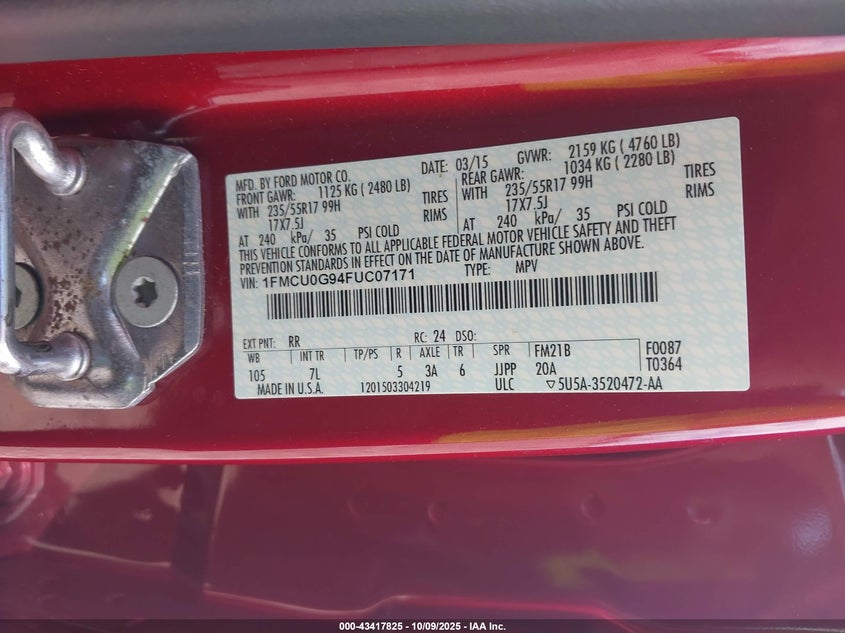 MFD. BY FORD MOTOR CO. DATE: 03/15 GVWR: 2159 KG ( 4760 LB)
FRONT GAWR: 1125 KG ( 2480 LB) REAR GAWR: 1034 KG ( 2280 LB)
WITH 235/55R17 99H TIRES WITH 235/55R17 99H TIRES
17X7.5J RIMS 17X7.5J RIMS
AT 240 kPa/ 35 PSI COLD AT 240 kPa/ 35 PSI COLD
THIS VEHICLE CONFORMS TO ALL APPLICABLE FEDERAL MOTOR VEHICLE SAFETY AND THEFT
PREVENTION STANDARDS IN EFFECT ON THE DATE OF MANUFACTURE SHOWN ABOVE.
VIN: 1FMCU0G94FUC07171 TYPE: MPV
EXT PNT: RR RC: 24 DSO:
WB INT TR TP/PS R AXLE TR SPR FM21B F0087
105 7L 5 3A 6 JJPP 20A T0364
MADE IN U.S.A. 1201503304219 ULC ▽5U5A-3520472-AA
000-43417825 - 10/09/2025 - IAA Inc.